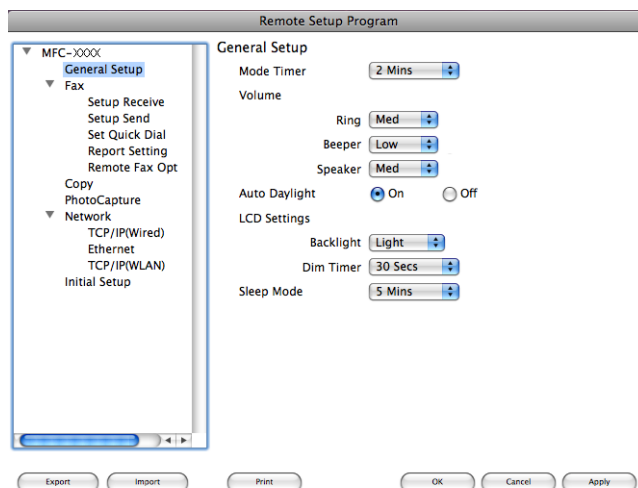 Remote Setup Program
MFC-XXXX
General Setup
Fax
Setup Receive
Setup Send
Set Quick Dial
Report Setting
Remote Fax Opt
Copy
PhotoCapture
Network
TCP/IP(Wired)
Ethernet
TCP/IP(WLAN)
Initial Setup
General Setup
Mode Timer 2 Mins
Volume
Ring Med
Beeper Low
Speaker Med
Auto Daylight On Off
LCD Settings
Backlight Light
Dim Timer 30 Secs
Sleep Mode 5 Mins
Export Import Print OK Cancel Apply